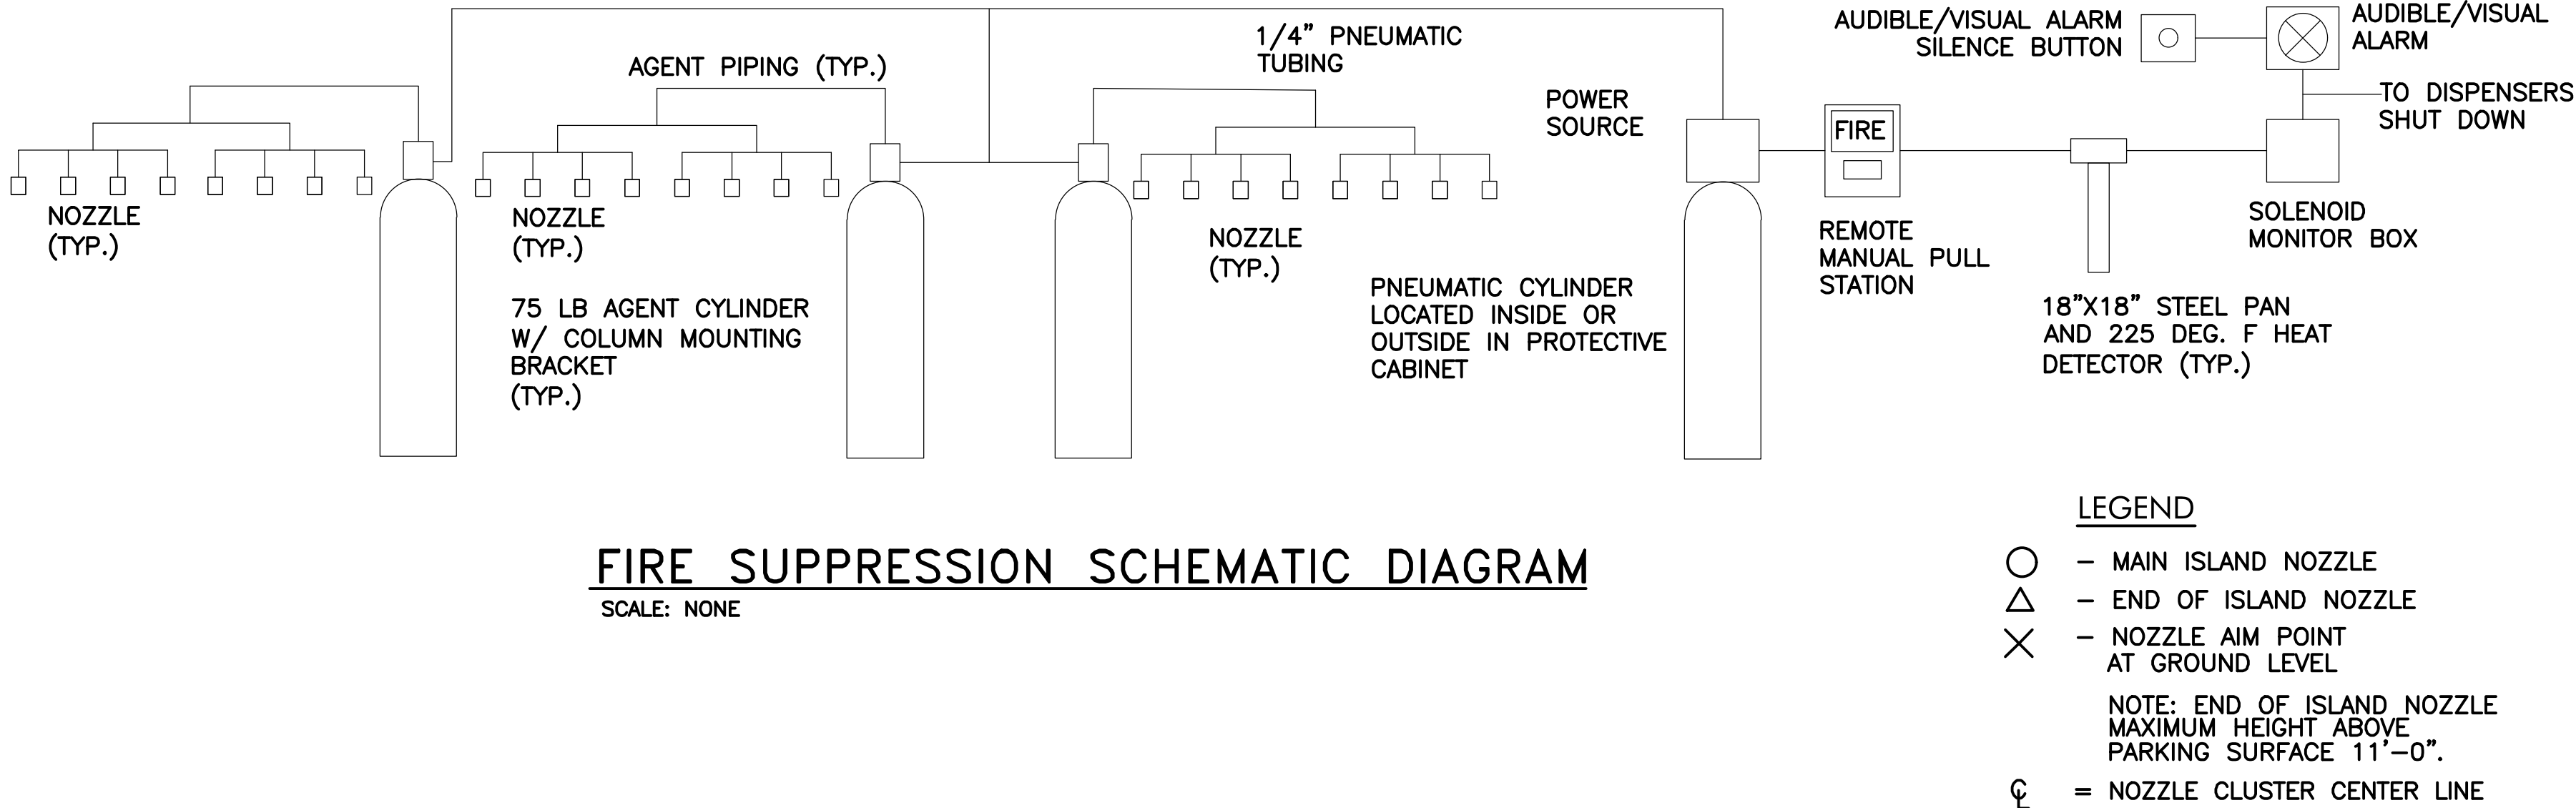 AGENT PIPING (TYP.)
1/4" PNEUMATIC
TUBING
AUDIBLE/VISUAL ALARM
SILENCE BUTTON
AUDIBLE/VISUAL
ALARM
TO DISPENSERS
SHUT DOWN
POWER
SOURCE
FIRE
NOZZLE
(TYP.)
NOZZLE
(TYP.)
NOZZLE
(TYP.)
75 LB AGENT CYLINDER
W/ COLUMN MOUNTING
BRACKET
(TYP.)
PNEUMATIC CYLINDER
LOCATED INSIDE OR
OUTSIDE IN PROTECTIVE
CABINET
REMOTE
MANUAL PULL
STATION
18"X18" STEEL PAN
AND 225 DEG. F HEAT
DETECTOR (TYP.)
SOLENOID
MONITOR BOX
FIRE SUPPRESSION SCHEMATIC DIAGRAM
SCALE: NONE
LEGEND
– MAIN ISLAND NOZZLE
– END OF ISLAND NOZZLE
– NOZZLE AIM POINT
AT GROUND LEVEL
NOTE: END OF ISLAND NOZZLE
MAXIMUM HEIGHT ABOVE
PARKING SURFACE 11'–0".
℄ = NOZZLE CLUSTER CENTER LINE